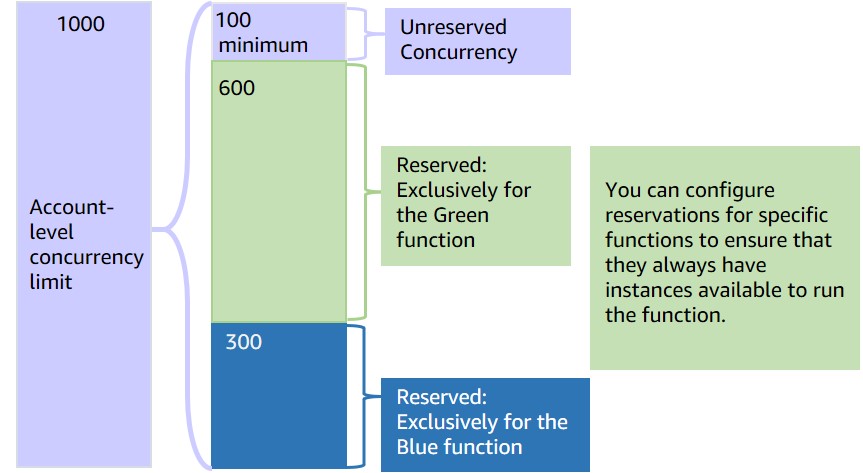 1000
Account-
level
concurrency
limit
100
minimum
600
300
Unreserved
Concurrency
Reserved:
Exclusively for
the Green
function
Reserved:
Exclusively for the
Blue function
You can configure
reservations for specific
functions to ensure that
they always have
instances available to run
the function.